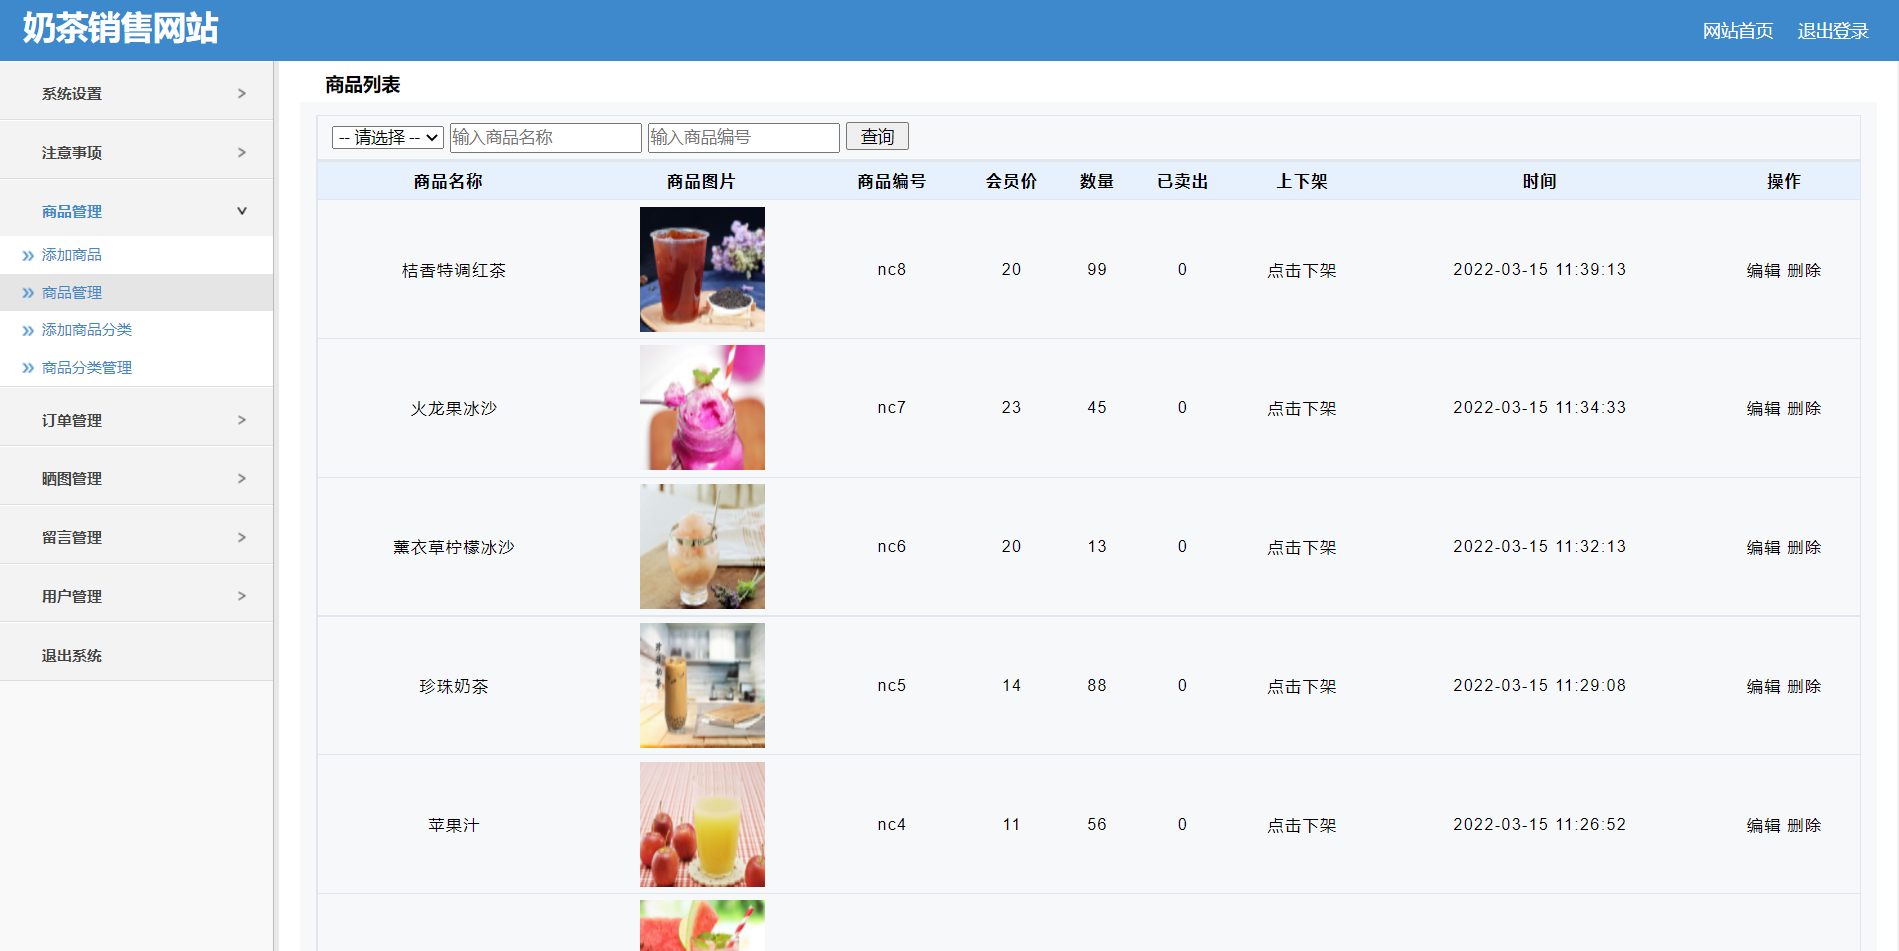 奶茶销售网站
网站首页 退出登录
系统设置 >
注意事项 >
商品管理 v
» 添加商品
» 商品管理
» 添加商品分类
» 商品分类管理
订单管理 >
晒图管理 >
留言管理 >
用户管理 >
退出系统
商品列表
-- 请选择 -- 输入商品名称 输入商品编号 查询
商品名称 商品图片 商品编号 会员价 数量 已卖出 上下架 时间 操作
桔香特调红茶 nc8 20 99 0 点击下架 2022-03-15 11:39:13 编辑 删除
火龙果冰沙 nc7 23 45 0 点击下架 2022-03-15 11:34:33 编辑 删除
薰衣草柠檬冰沙 nc6 20 13 0 点击下架 2022-03-15 11:32:13 编辑 删除
珍珠奶茶 nc5 14 88 0 点击下架 2022-03-15 11:29:08 编辑 删除
苹果汁 nc4 11 56 0 点击下架 2022-03-15 11:26:52 编辑 删除